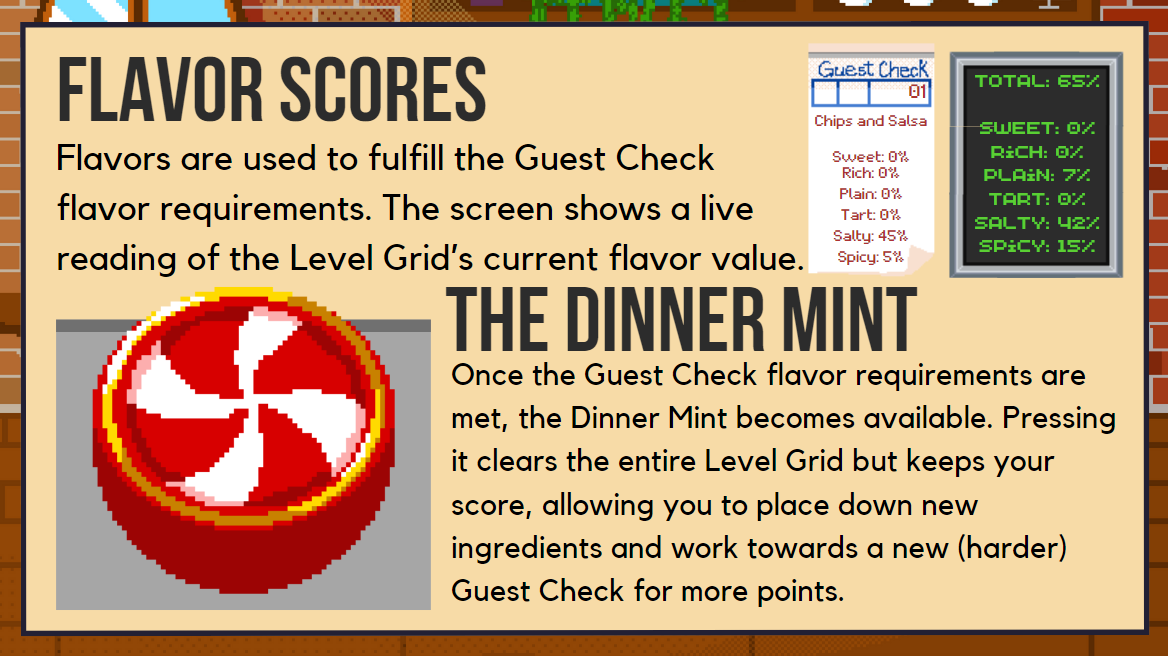 FLAVOR SCORES
Flavors are used to fulfill the Guest Check
flavor requirements. The screen shows a live
reading of the Level Grid's current flavor value.
Guest Check
01
Chips and Salsa
Sweet: 0%
Rich: 0%
Plain: 0%
Tart: 0%
Salty: 45%
Spicy: 5%
TOTAL: 65%
SWEET: 0%
RiCH: 0%
PLAiN: 7%
TART: 0%
SALTY: 42%
SPiCY: 15%
THE DINNER MINT
Once the Guest Check flavor requirements are
met, the Dinner Mint becomes available. Pressing
it clears the entire Level Grid but keeps your
score, allowing you to place down new
ingredients and work towards a new (harder)
Guest Check for more points.